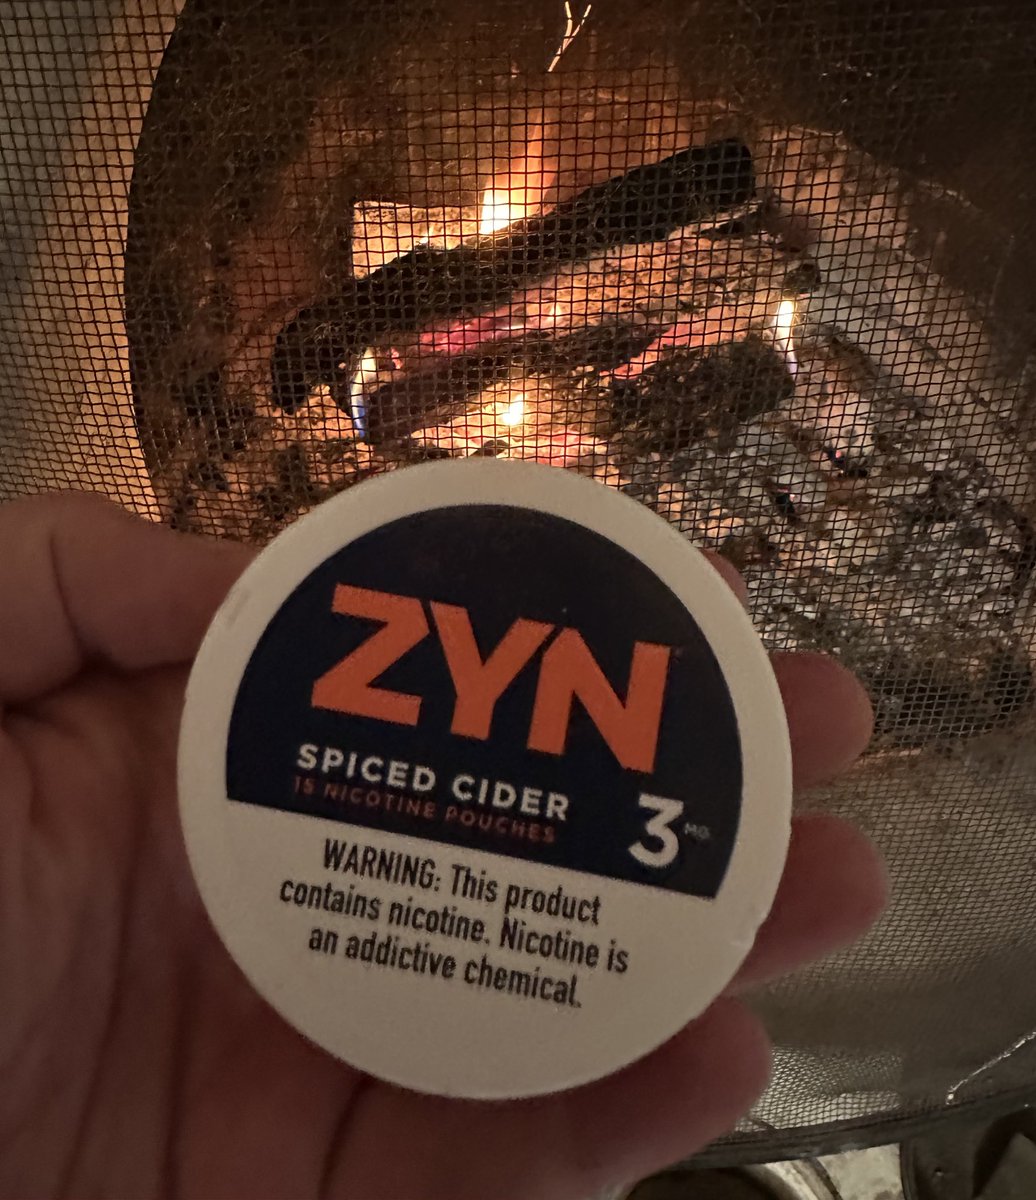 ZYN
SPICED CIDER
15 NICOTINE POUCHES
3 MG
WARNING: This product
contains nicotine. Nicotine is
an addictive chemical.